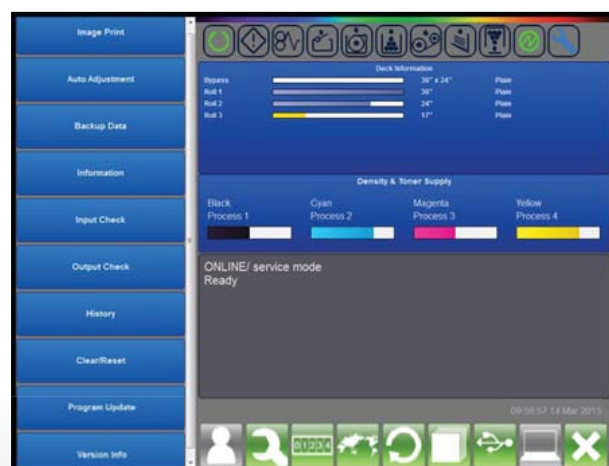 Image Print
Auto Adjustment
Backup Data
Information
Input Check
Output Check
History
Clear/Reset
Program Update
Version Info
Deck Information
Bypass 36" x 24" Plain
Roll 1 36" Plain
Roll 2 24" Plain
Roll 3 17" Plain
Density & Toner Supply
Black Cyan Magenta Yellow
Process 1 Process 2 Process 3 Process 4
ONLINE/ service mode
Ready
09:56:57 14 Mar 2015
01234